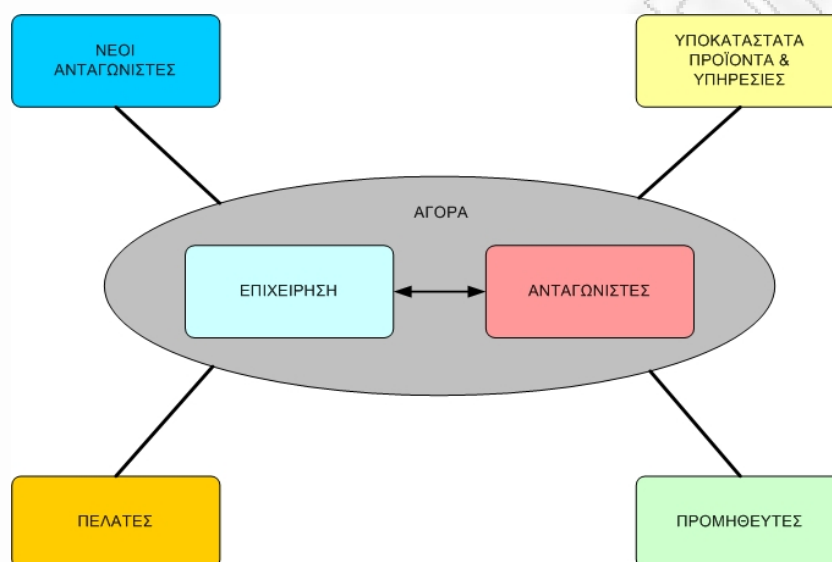 ΝΕΟΙ
ΑΝΤΑΓΩΝΙΣΤΕΣ
ΥΠΟΚΑΤΑΣΤΑΤΑ
ΠΡΟΪΟΝΤΑ &
ΥΠΗΡΕΣΙΕΣ
ΑΓΟΡΑ
ΕΠΙΧΕΙΡΗΣΗ
ΑΝΤΑΓΩΝΙΣΤΕΣ
ΠΕΛΑΤΕΣ
ΠΡΟΜΗΘΕΥΤΕΣ